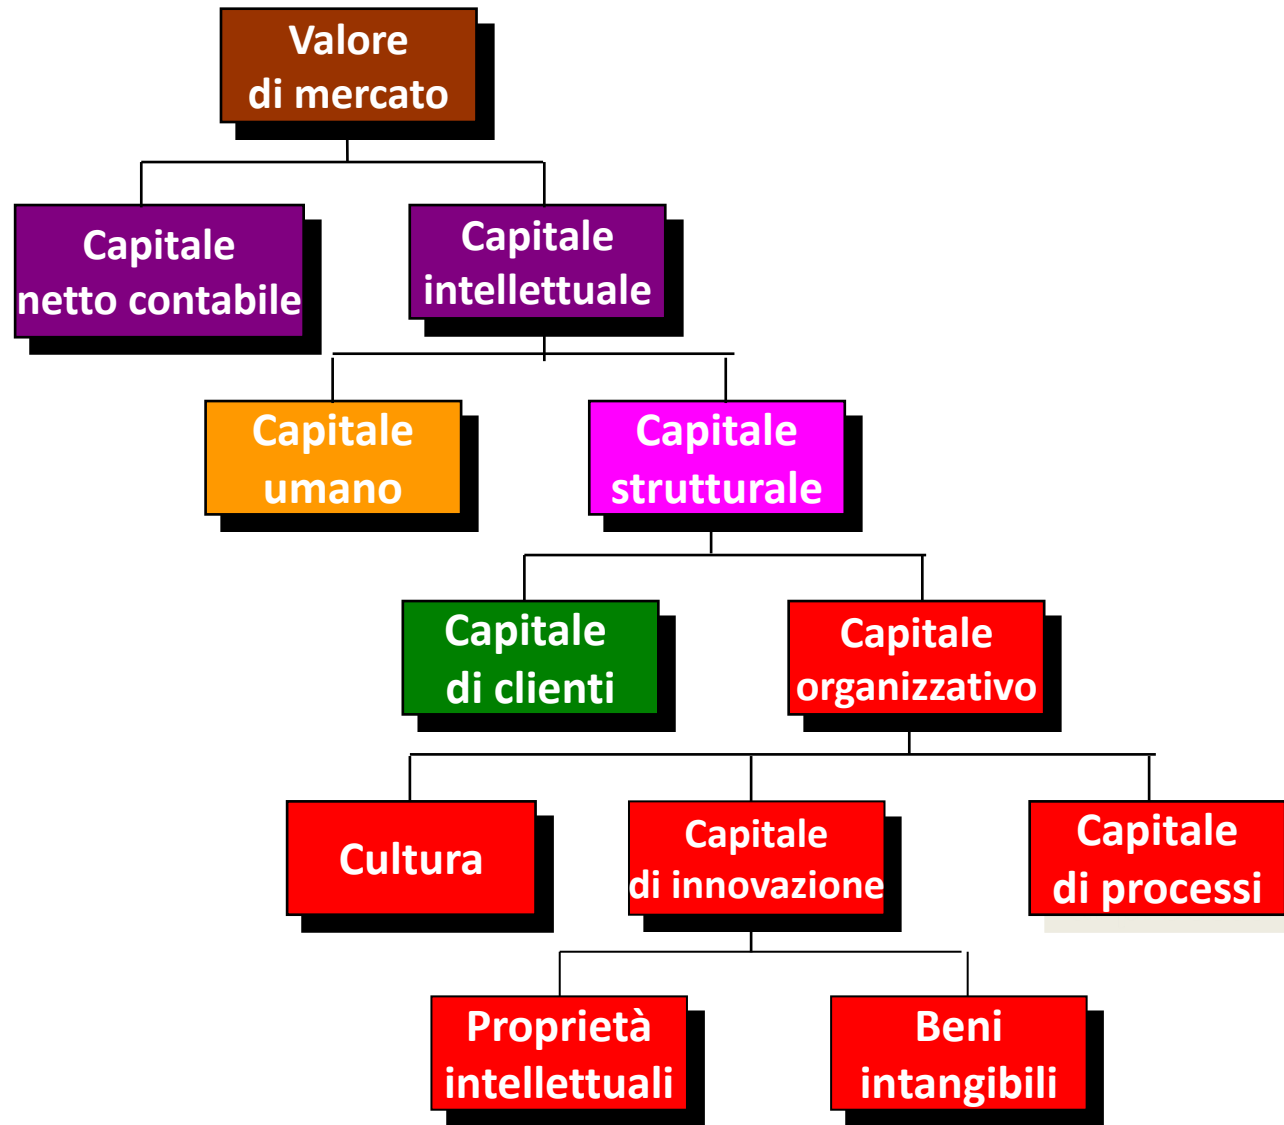 Valore
di mercato
Capitale
netto contabile
Capitale
intellettuale
Capitale
umano
Capitale
strutturale
Capitale
di clienti
Capitale
organizzativo
Cultura
Capitale
di innovazione
Capitale
di processi
Proprietà
intellettuali
Beni
intangibili